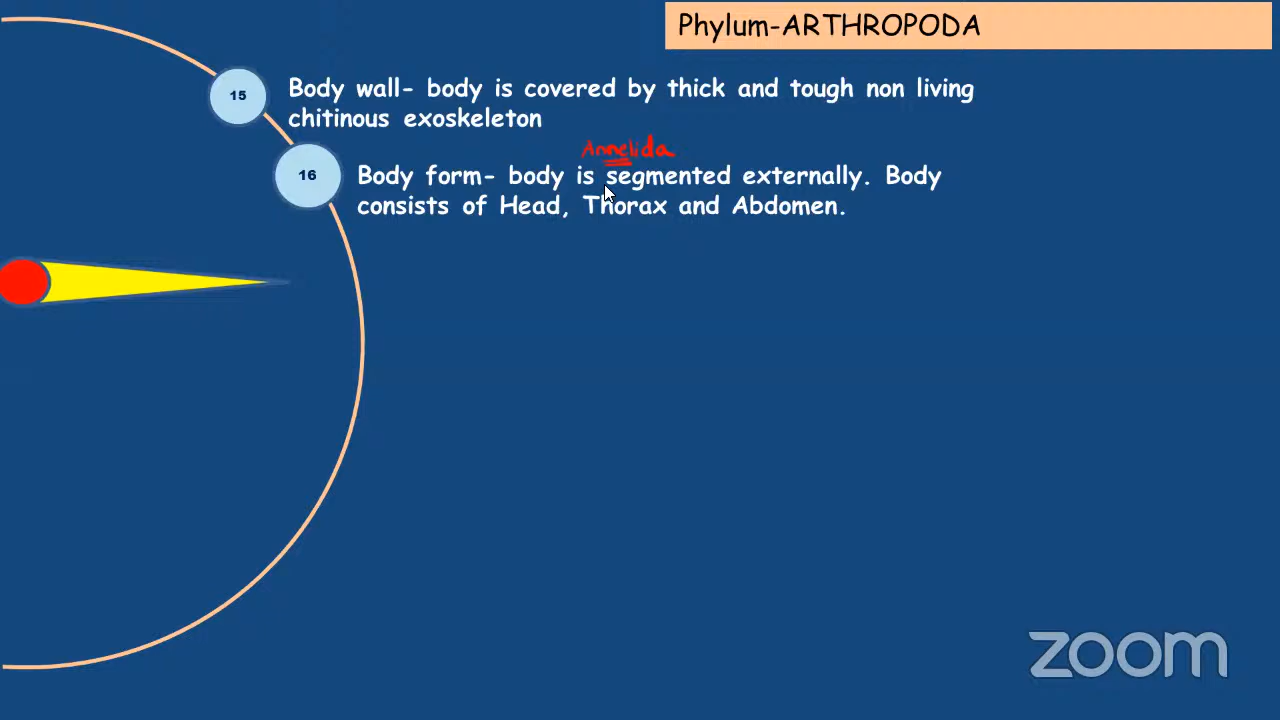 Phylum-ARTHROPODA
15
Body wall- body is covered by thick and tough non living
chitinous exoskeleton
Annelida
16
Body form- body is segmented externally. Body
consists of Head, Thorax and Abdomen.
zoom